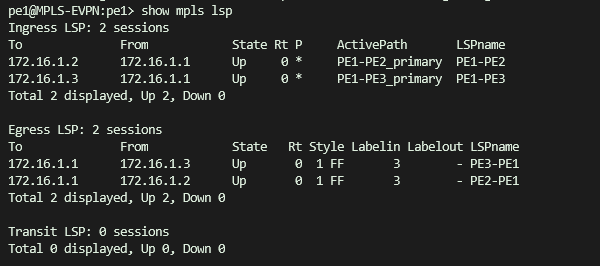 pe1@MPLS-EVPN:pe1> show mpls lsp
Ingress LSP: 2 sessions
To              From            State Rt P     ActivePath       LSPname
172.16.1.2      172.16.1.1      Up     0 *     PE1-PE2_primary  PE1-PE2
172.16.1.3      172.16.1.1      Up     0 *     PE1-PE3_primary  PE1-PE3
Total 2 displayed, Up 2, Down 0

Egress LSP: 2 sessions
To              From            State   Rt Style Labelin Labelout LSPname
172.16.1.1      172.16.1.3      Up       0  1 FF       3        - PE3-PE1
172.16.1.1      172.16.1.2      Up       0  1 FF       3        - PE2-PE1
Total 2 displayed, Up 2, Down 0

Transit LSP: 0 sessions
Total 0 displayed, Up 0, Down 0